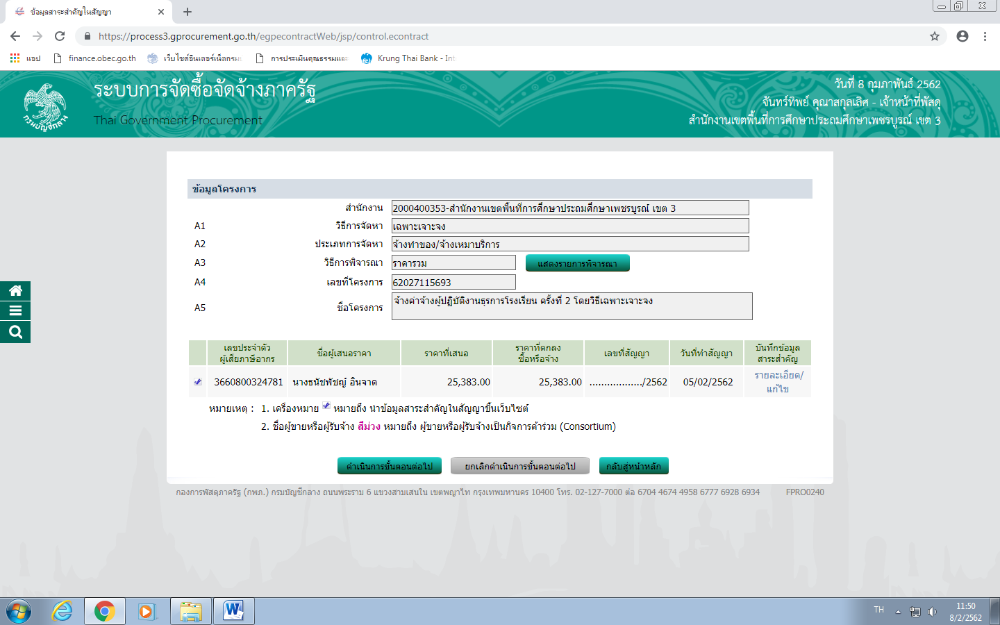 ข้อมูลสาระสำคัญในสัญญา
https://process3.gprocurement.go.th/egpecontractWeb/jsp/control.econtract
แอป finance.obec.go.th เว็บไซต์อินเตอร์เน็ตกรม การประเมินคุณธรรมและ Krung Thai Bank - Int
ระบบการจัดซื้อจัดจ้างภาครัฐ
Thai Government Procurement
กรมบัญชีกลาง
วันที่ 8 กุมภาพันธ์ 2562
จันทร์ทิพย์ คุณาสกุลเลิศ - เจ้าหน้าที่พัสดุ
สำนักงานเขตพื้นที่การศึกษาประถมศึกษาเพชรบูรณ์ เขต 3
ข้อมูลโครงการ
สำนักงาน 2000400353-สำนักงานเขตพื้นที่การศึกษาประถมศึกษาเพชรบูรณ์ เขต 3
A1 วิธีการจัดหา เฉพาะเจาะจง
A2 ประเภทการจัดหา จ้างทำของ/จ้างเหมาบริการ
A3 วิธีการพิจารณา ราคารวม แสดงรายการพิจารณา
A4 เลขที่โครงการ 62027115693
A5 ชื่อโครงการ จ้างค่าจ้างผู้ปฏิบัติงานธุรการโรงเรียน ครั้งที่ 2 โดยวิธีเฉพาะเจาะจง
เลขประจำตัว
ผู้เสียภาษีอากร
ชื่อผู้เสนอราคา
ราคาที่เสนอ
ราคาที่ตกลง
ซื้อหรือจ้าง
เลขที่สัญญา
วันที่ทำสัญญา
บันทึกข้อมูล
สาระสำคัญ
3660800324781 นางธนัชพัชญ์ อินจาด 25,383.00 25,383.00 ................../2562 05/02/2562 รายละเอียด/
แก้ไข
หมายเหตุ : 1. เครื่องหมาย หมายถึง นำข้อมูลสาระสำคัญในสัญญาขึ้นเว็บไซต์
2. ชื่อผู้ขายหรือผู้รับจ้าง สีม่วง หมายถึง ผู้ขายหรือผู้รับจ้างเป็นกิจการค้าร่วม (Consortium)
ดำเนินการขั้นตอนต่อไป ยกเลิกดำเนินการขั้นตอนต่อไป กลับสู่หน้าหลัก
กองการพัสดุภาครัฐ (กพภ.) กรมบัญชีกลาง ถนนพระราม 6 แขวงสามเสนใน เขตพญาไท กรุงเทพมหานคร 10400 โทร. 02-127-7000 ต่อ 6704 4674 4958 6777 6928 6934 FPRO0240
TH
11:50
8/2/2562